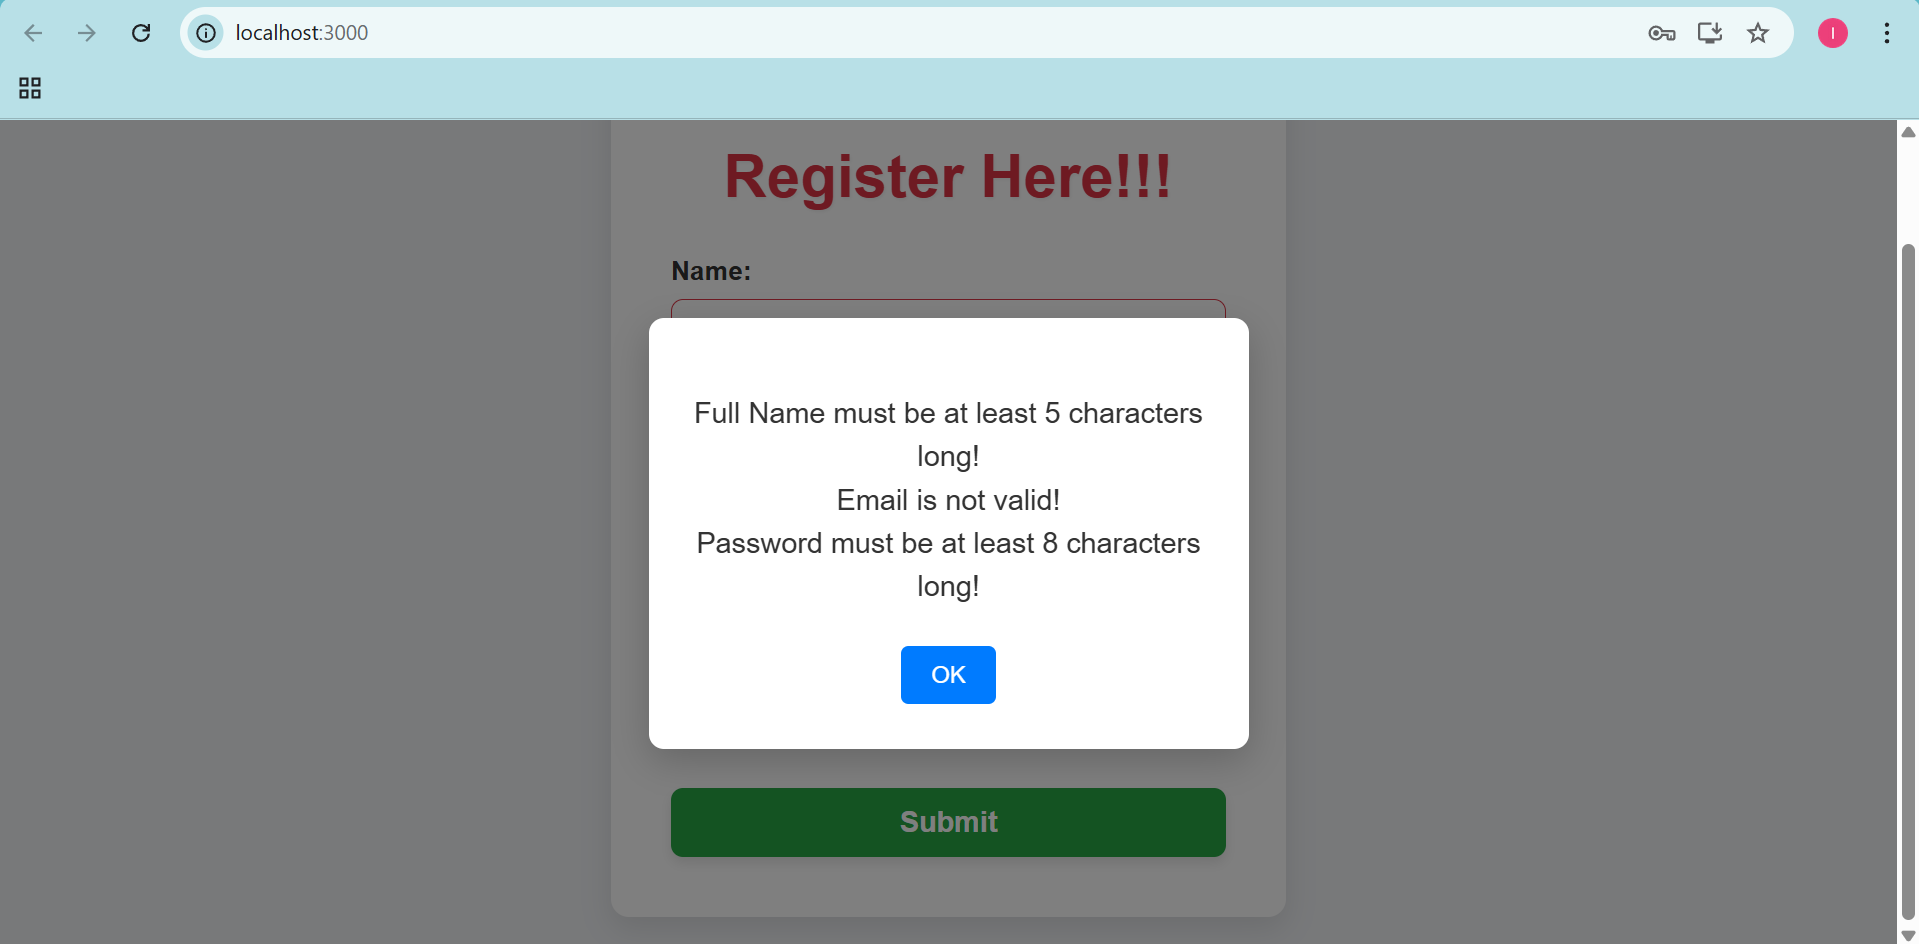 localhost:3000
I
Register Here!!!
Name:
Full Name must be at least 5 characters
long!
Email is not valid!
Password must be at least 8 characters
long!
OK
Submit